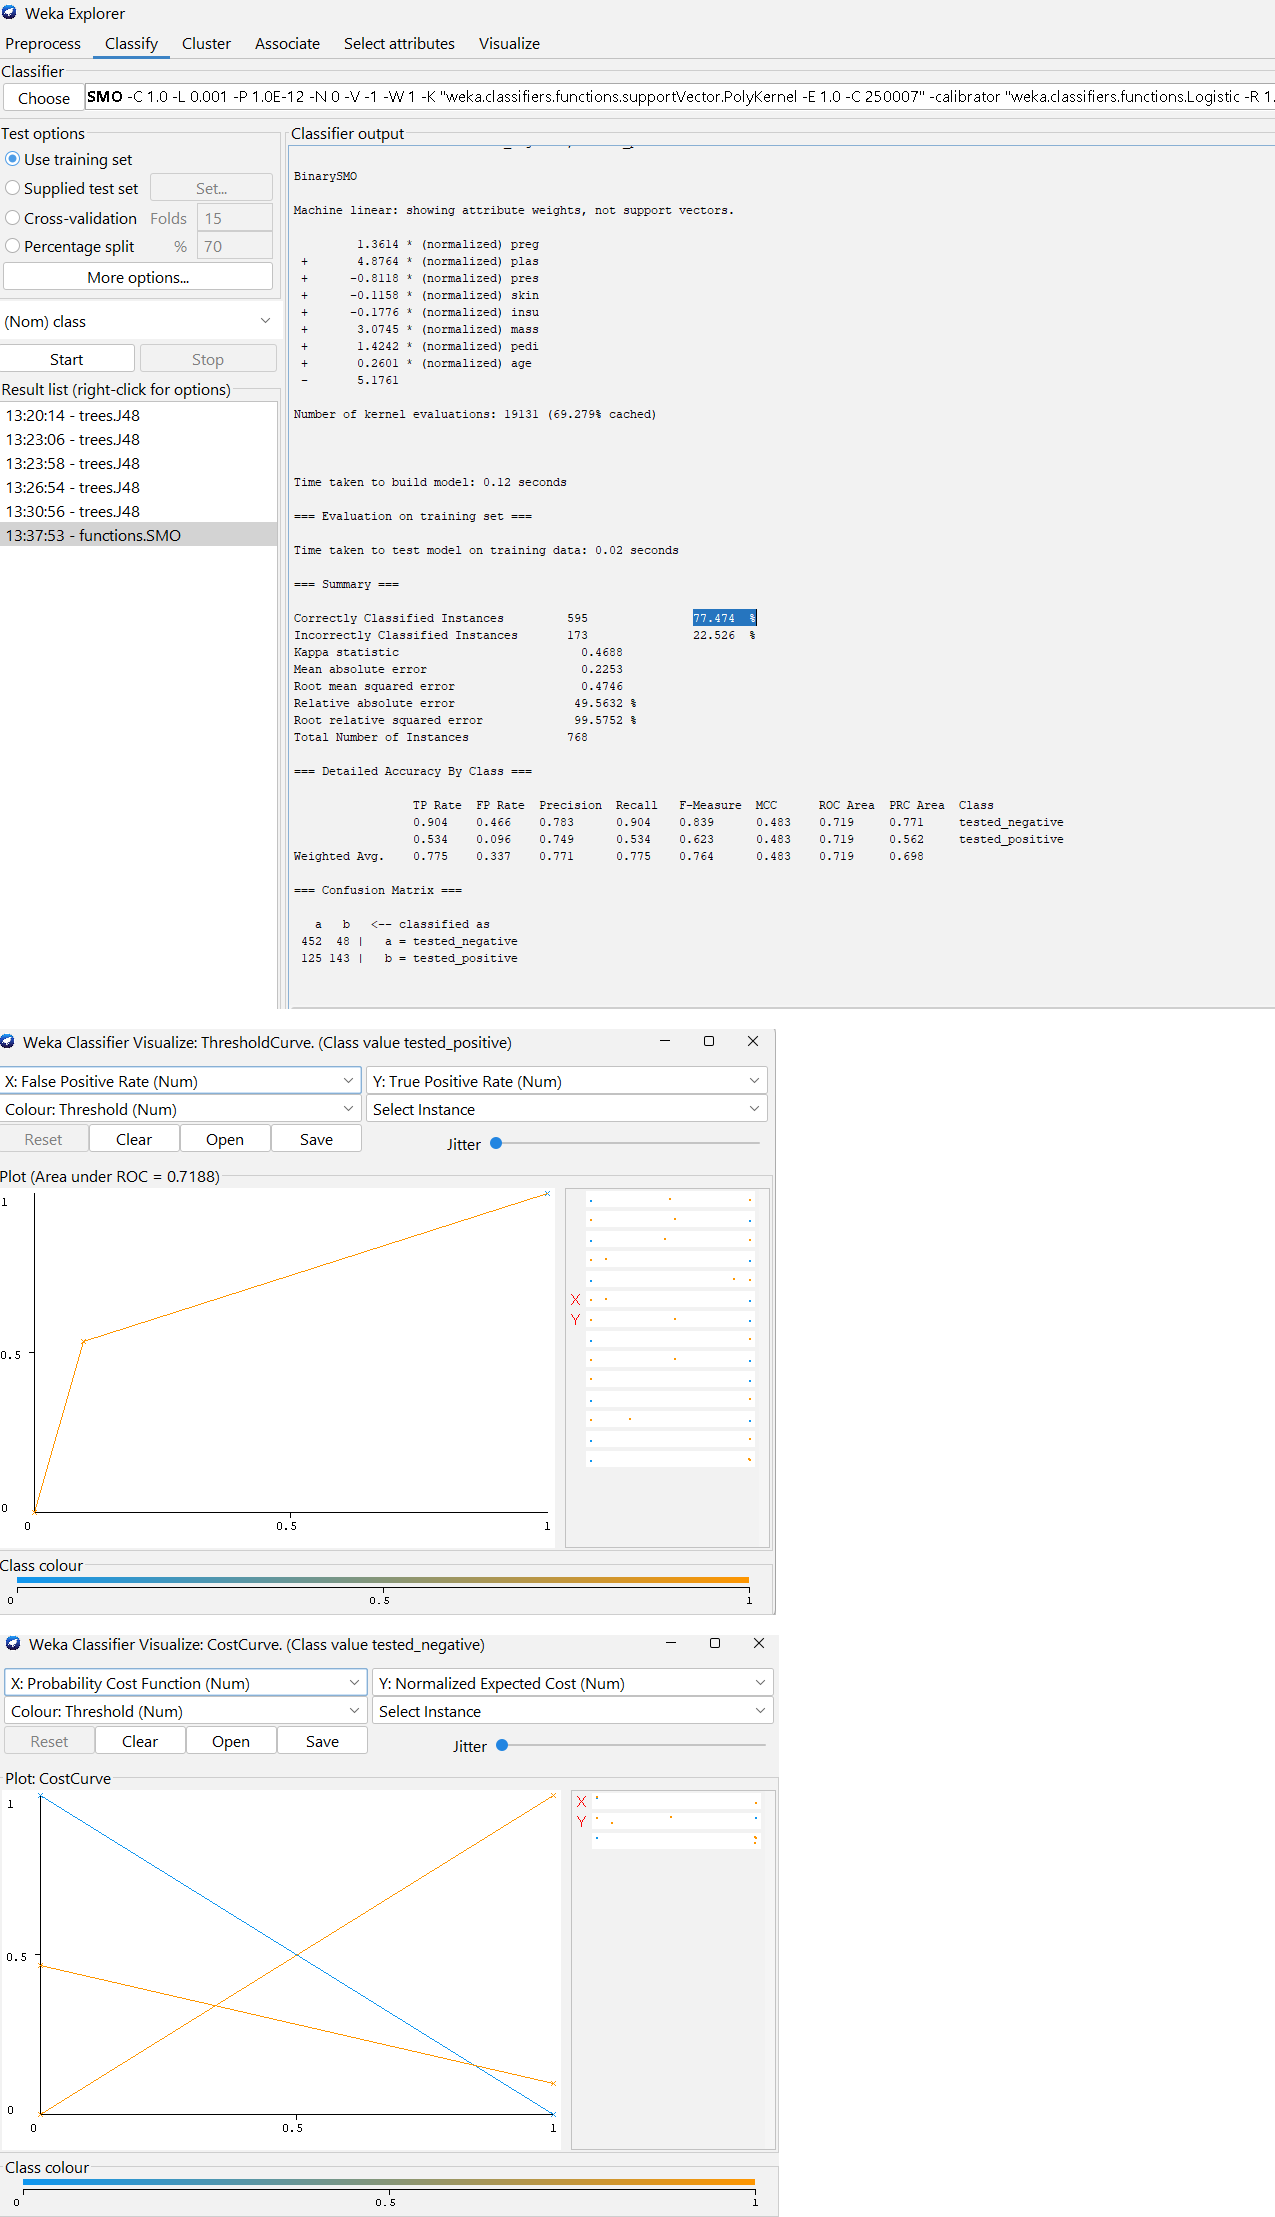 Weka Explorer
Preprocess Classify Cluster Associate Select attributes Visualize
Classifier
Choose SMO -C 1.0 -L 0.001 -P 1.0E-12 -N 0 -V -1 -W 1 -K "weka.classifiers.functions.supportVector.PolyKernel -E 1.0 -C 250007" -calibrator "weka.classifiers.functions.Logistic -R 1.
Test options
Use training set
Supplied test set Set...
Cross-validation Folds 15
Percentage split % 70
More options...
(Nom) class
Start Stop
Result list (right-click for options)
13:20:14 - trees.J48
13:23:06 - trees.J48
13:23:58 - trees.J48
13:26:54 - trees.J48
13:30:56 - trees.J48
13:37:53 - functions.SMO
Classifier output
BinarySMO
Machine linear: showing attribute weights, not support vectors.
1.3614 * (normalized) preg
+ 4.8764 * (normalized) plas
+ -0.8118 * (normalized) pres
+ -0.1158 * (normalized) skin
+ -0.1776 * (normalized) insu
+ 3.0745 * (normalized) mass
+ 1.4242 * (normalized) pedi
+ 0.2601 * (normalized) age
- 5.1761
Number of kernel evaluations: 19131 (69.279% cached)
Time taken to build model: 0.12 seconds
=== Evaluation on training set ===
Time taken to test model on training data: 0.02 seconds
=== Summary ===
Correctly Classified Instances 595 77.474 %
Incorrectly Classified Instances 173 22.526 %
Kappa statistic 0.4688
Mean absolute error 0.2253
Root mean squared error 0.4746
Relative absolute error 49.5632 %
Root relative squared error 99.5752 %
Total Number of Instances 768
=== Detailed Accuracy By Class ===
TP Rate FP Rate Precision Recall F-Measure MCC ROC Area PRC Area Class
0.904 0.466 0.783 0.904 0.839 0.483 0.719 0.771 tested_negative
0.534 0.096 0.749 0.534 0.623 0.483 0.719 0.562 tested_positive
Weighted Avg. 0.775 0.337 0.771 0.775 0.764 0.483 0.719 0.698
=== Confusion Matrix ===
a b <-- classified as
452 48 | a = tested_negative
125 143 | b = tested_positive
Weka Classifier Visualize: ThresholdCurve. (Class value tested_positive)
X: False Positive Rate (Num) Y: True Positive Rate (Num)
Colour: Threshold (Num) Select Instance
Reset Clear Open Save Jitter
Plot (Area under ROC = 0.7188)
1
X
Y
0.5
0
0 0.5 1
Class colour
0 0.5 1
Weka Classifier Visualize: CostCurve. (Class value tested_negative)
X: Probability Cost Function (Num) Y: Normalized Expected Cost (Num)
Colour: Threshold (Num) Select Instance
Reset Clear Open Save Jitter
Plot: CostCurve
1 X
Y
0.5
0
0 0.5 1
Class colour
0 0.5 1